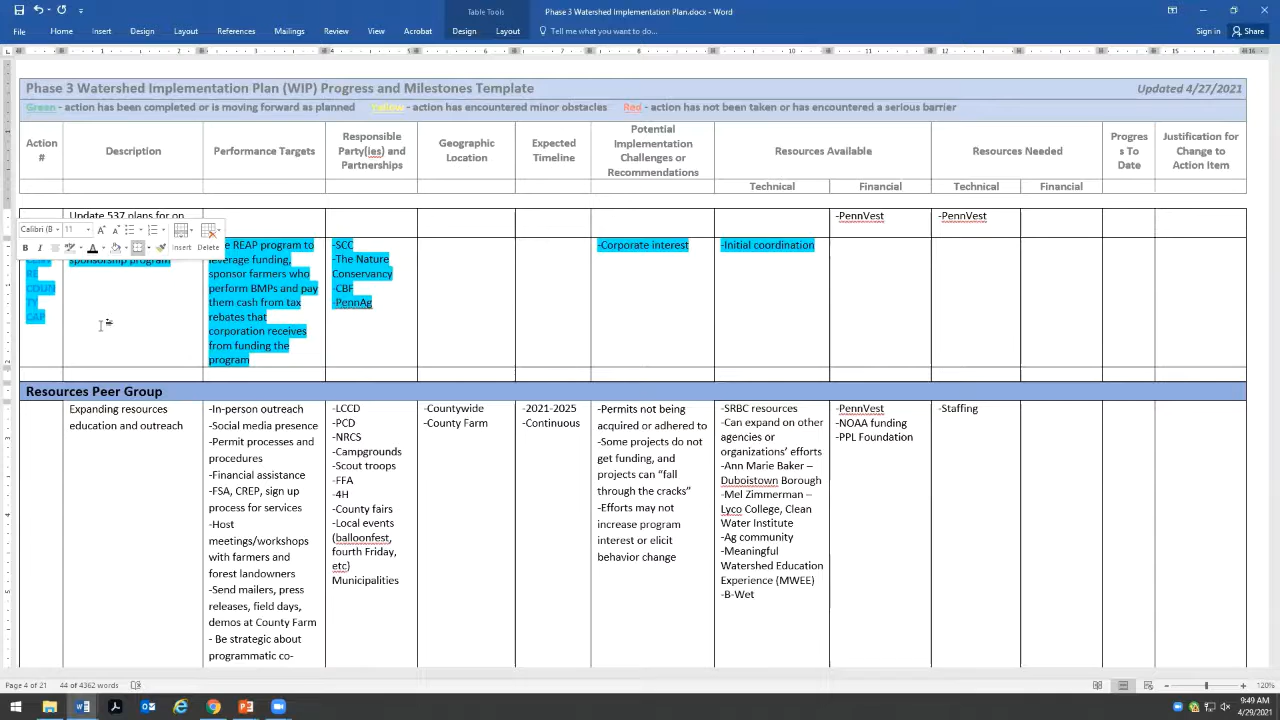 Table Tools
Phase 3 Watershed Implementation Plan.docx - Word
File Home Insert Design Layout References Mailings Review View Acrobat Design Layout Tell me what you want to do... Sign in Share
Phase 3 Watershed Implementation Plan (WIP) Progress and Milestones Template Updated 4/27/2021
Green - action has been completed or is moving forward as planned Yellow - action has encountered minor obstacles Red - action has not been taken or has encountered a serious barrier
Action
#
Description
Performance Targets
Responsible
Party(ies) and
Partnerships
Geographic
Location
Expected
Timeline
Potential
Implementation
Challenges or
Recommendations
Resources Available
Resources Needed
Progres
s To
Date
Justification for
Change to
Action Item
Technical Financial Technical Financial
Update 537 plans for on
-PennVest
-PennVest
Calibri (B 11
B I Insert Delete
RE
COUN
TY
CAP
sponsorship program
REAP program to
leverage funding,
sponsor farmers who
perform BMPs and pay
them cash from tax
rebates that
corporation receives
from funding the
program
-SCC
-The Nature
Conservancy
-CBF
-PennAg
-Corporate interest
-Initial coordination
Resources Peer Group
Expanding resources
education and outreach
-In-person outreach
-Social media presence
-Permit processes and
procedures
-Financial assistance
-FSA, CREP, sign up
process for services
-Host
meetings/workshops
with farmers and
forest landowners
-Send mailers, press
releases, field days,
demos at County Farm
- Be strategic about
programmatic co-
-LCCD
-PCD
-NRCS
-Campgrounds
-Scout troops
-FFA
-4H
-County fairs
-Local events
(balloonfest,
fourth Friday,
etc)
Municipalities
-Countywide
-County Farm
-2021-2025
-Continuous
-Permits not being
acquired or adhered to
-Some projects do not
get funding, and
projects can “fall
through the cracks”
-Efforts may not
increase program
interest or elicit
behavior change
-SRBC resources
-Can expand on other
agencies or
organizations’ efforts
-Ann Marie Baker –
Duboistown Borough
-Mel Zimmerman –
Lyco College, Clean
Water Institute
-Ag community
-Meaningful
Watershed Education
Experience (MWEE)
-B-Wet
-PennVest
-NOAA funding
-PPL Foundation
-Staffing
Page 4 of 21 44 of 4362 words 120%
9:49 AM
4/29/2021